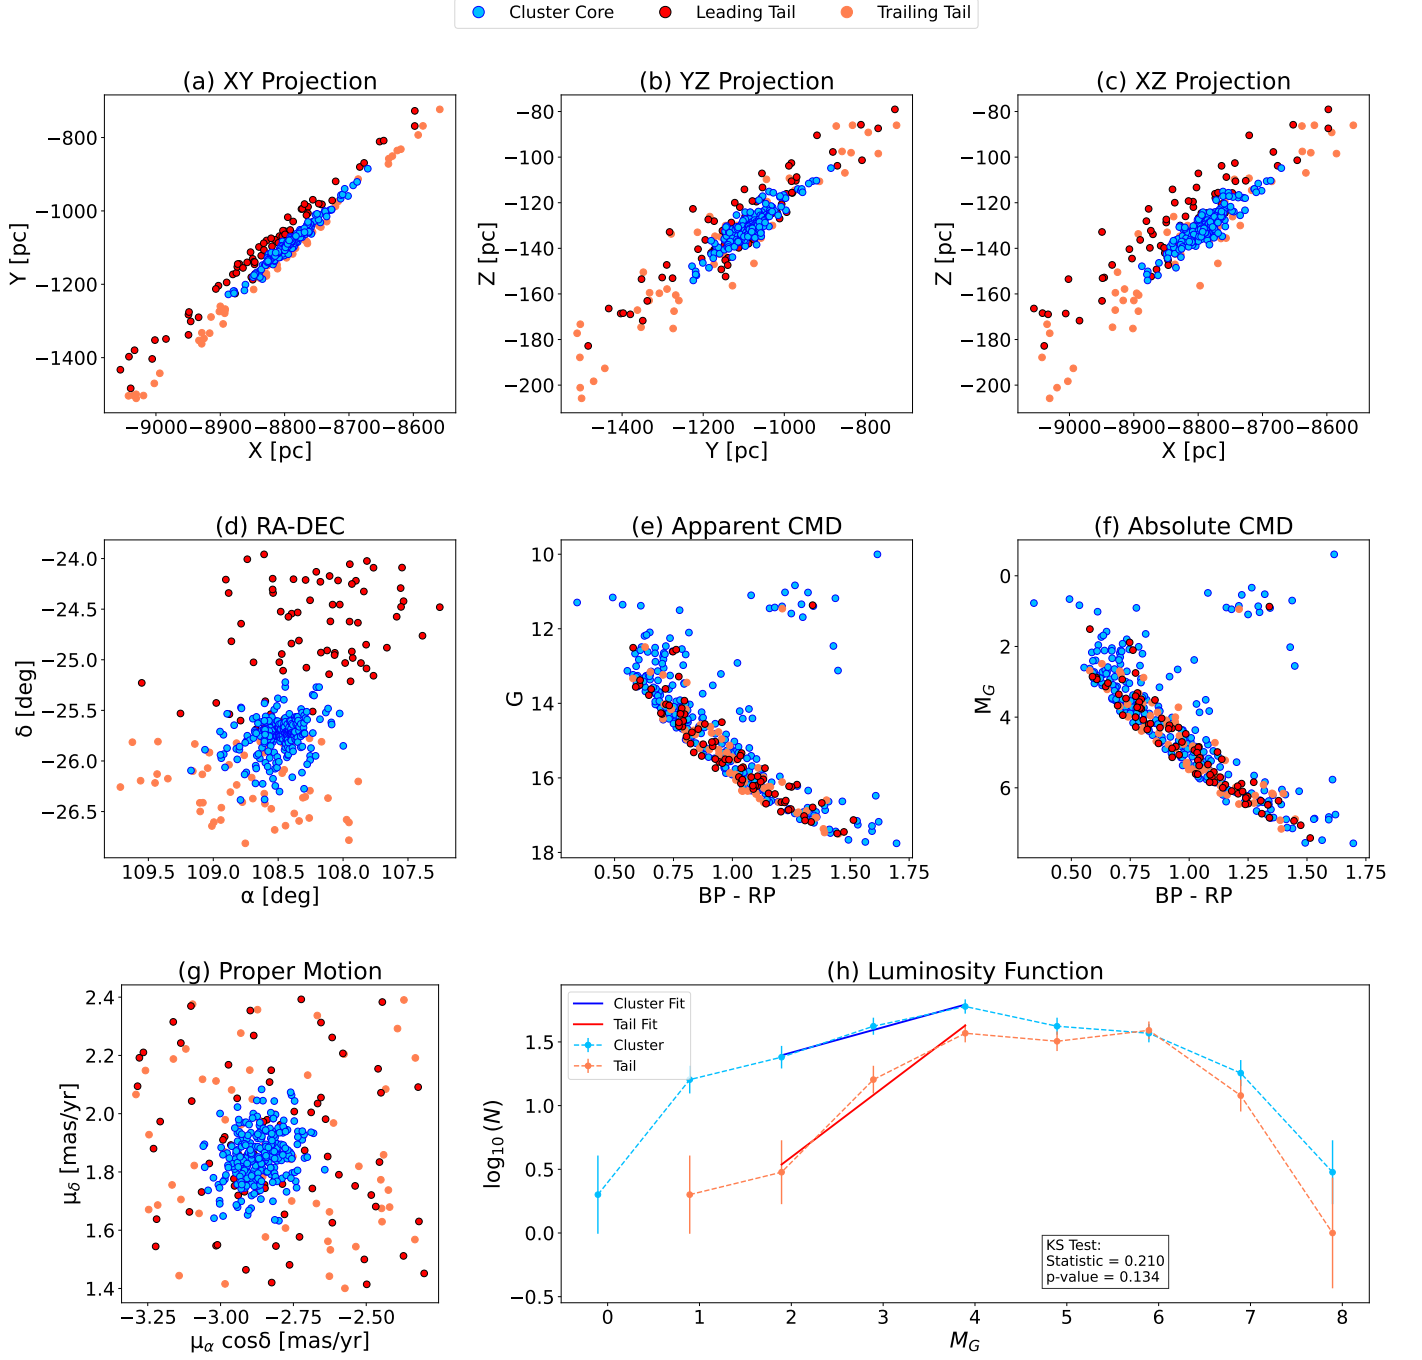 Cluster Core Leading Tail Trailing Tail
(a) XY Projection
−800
−1000
−1200
−1400
Y [pc]
−9000 −8900 −8800 −8700 −8600
X [pc]
(b) YZ Projection
−80
−100
−120
−140
−160
−180
−200
Z [pc]
−1400 −1200 −1000 −800
Y [pc]
(c) XZ Projection
−80
−100
−120
−140
−160
−180
−200
Z [pc]
−9000 −8900 −8800 −8700 −8600
X [pc]
(d) RA-DEC
−24.0
−24.5
−25.0
−25.5
−26.0
−26.5
δ [deg]
109.5 109.0 108.5 108.0 107.5
α [deg]
(e) Apparent CMD
10
12
14
16
18
G
0.50 0.75 1.00 1.25 1.50 1.75
BP - RP
(f) Absolute CMD
0
2
4
6
M_G
0.50 0.75 1.00 1.25 1.50 1.75
BP - RP
(g) Proper Motion
2.4
2.2
2.0
1.8
1.6
1.4
μ_δ [mas/yr]
−3.25 −3.00 −2.75 −2.50
μ_α cosδ [mas/yr]
(h) Luminosity Function
Cluster Fit
Tail Fit
Cluster
Tail
1.5
1.0
0.5
0.0
−0.5
log₁₀(N)
KS Test:
Statistic = 0.210
p-value = 0.134
0 1 2 3 4 5 6 7 8
M_G